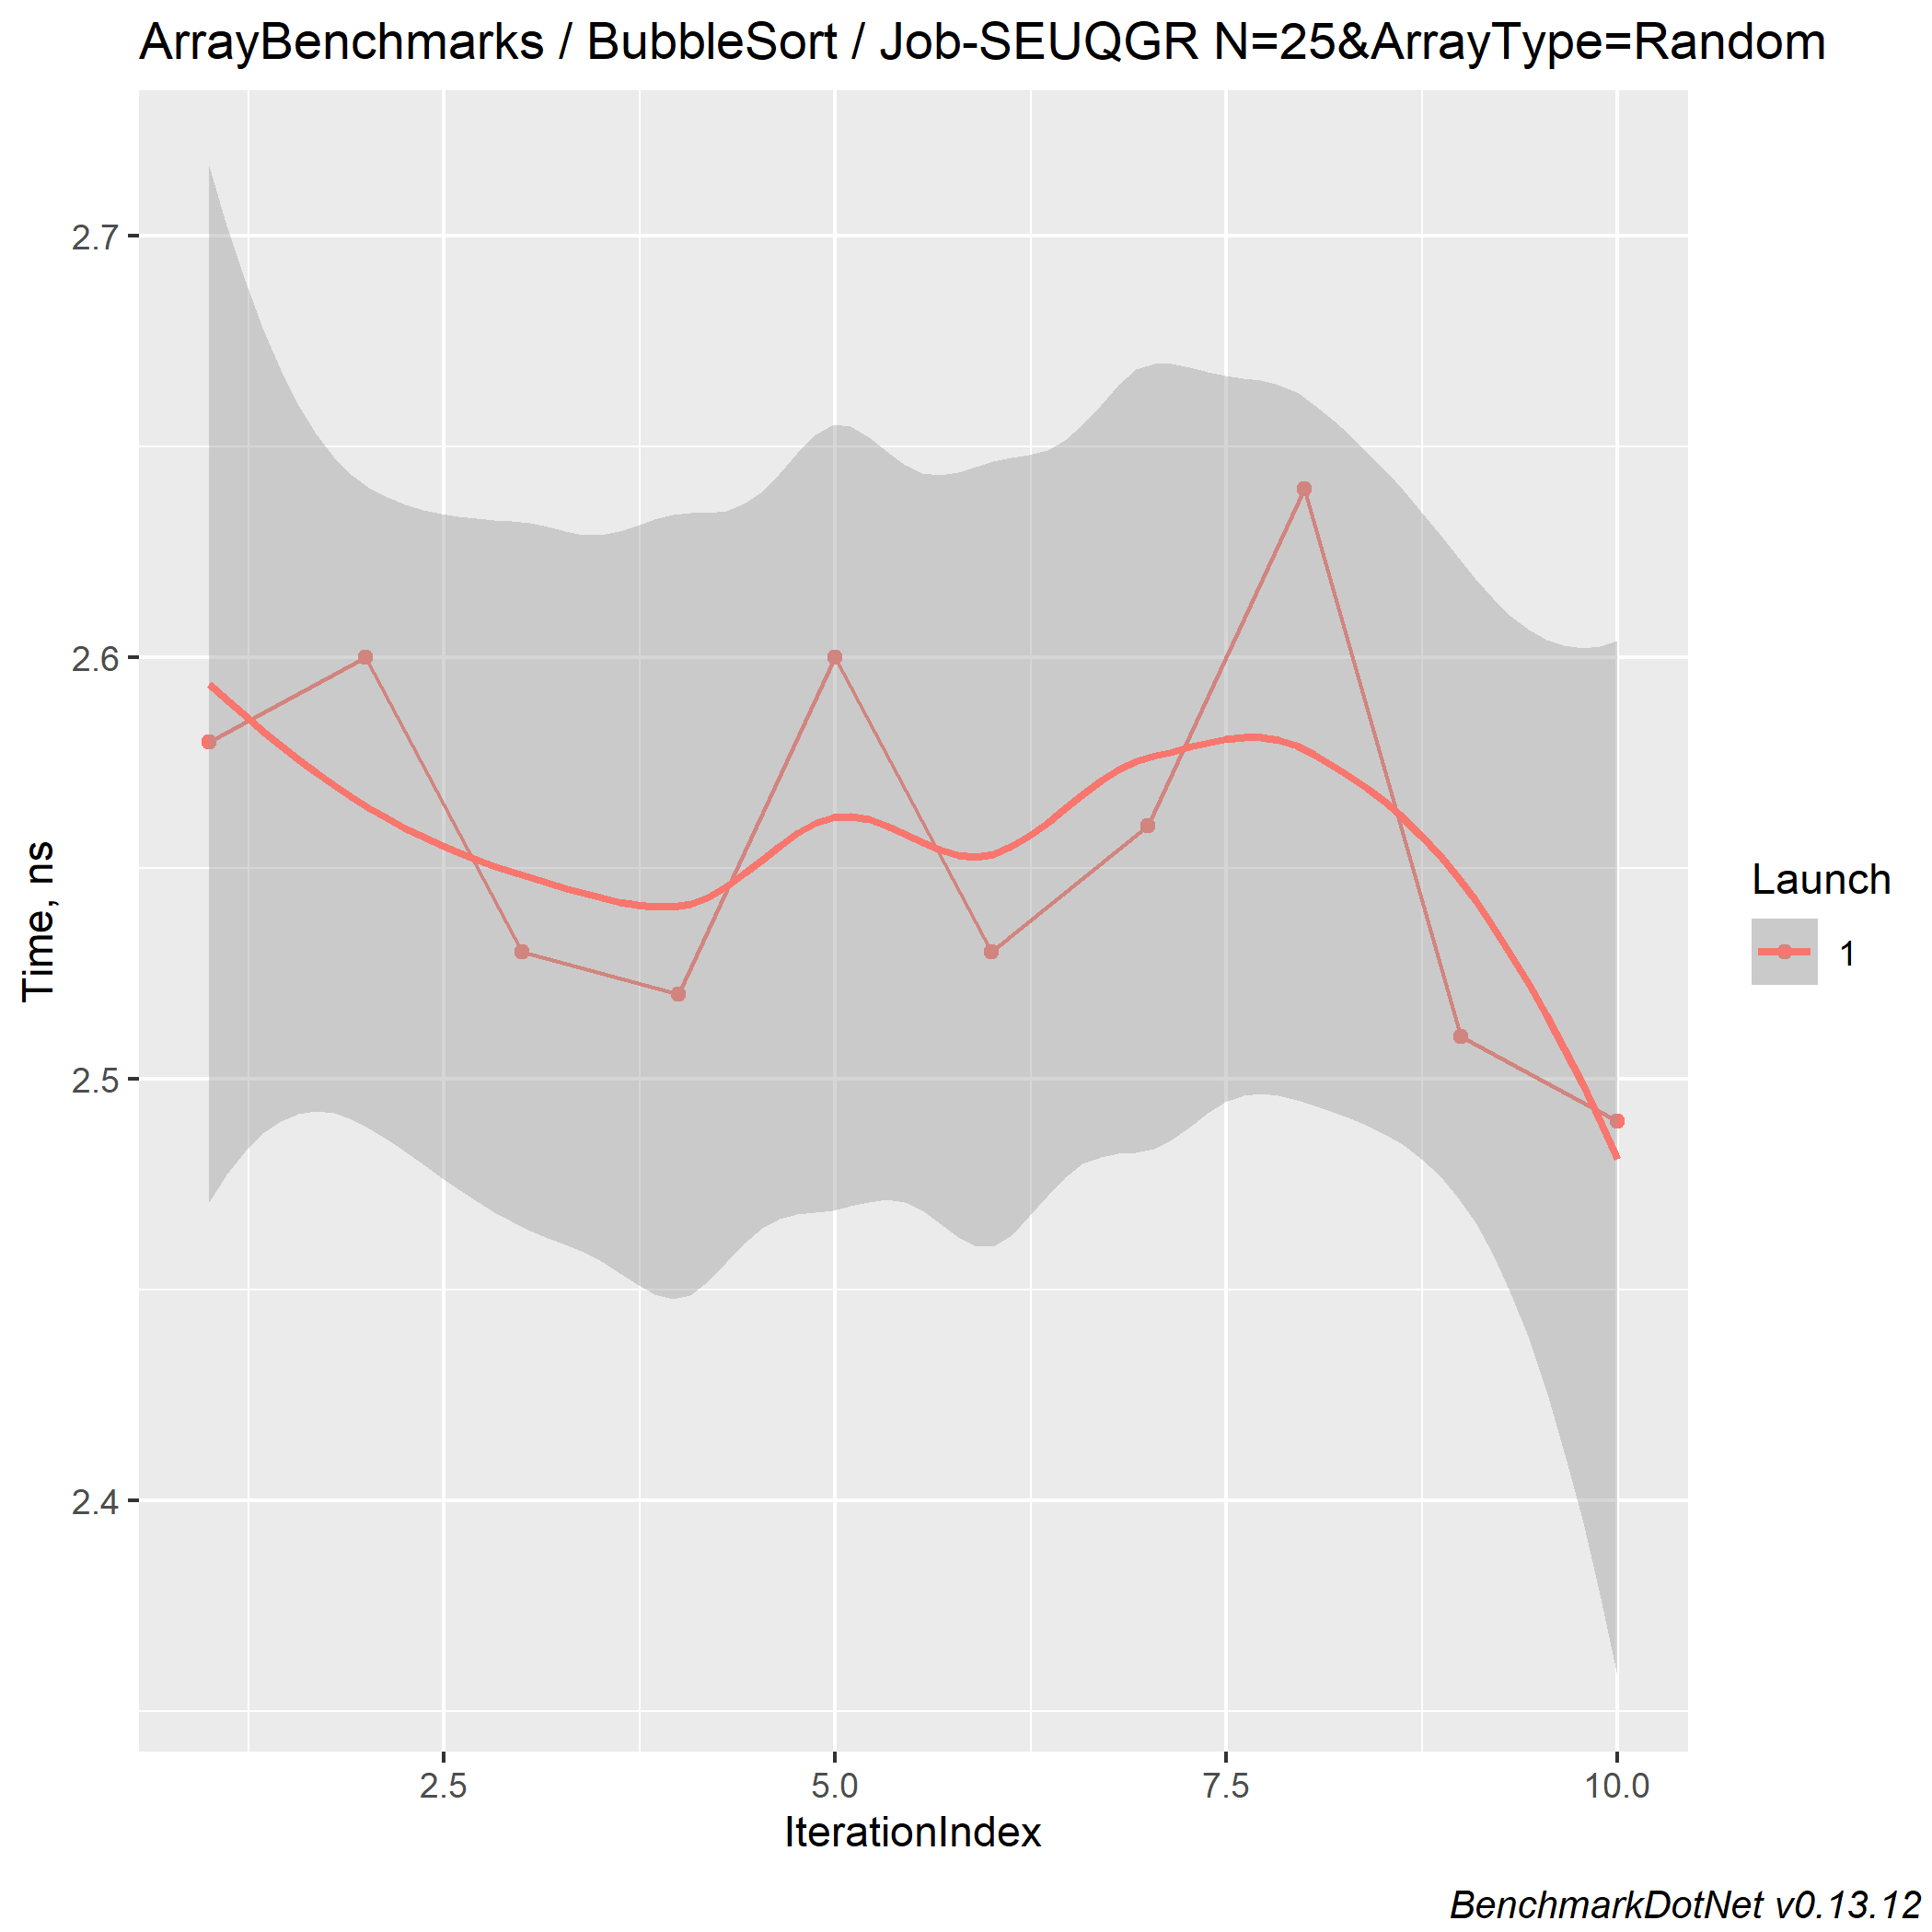 ArrayBenchmarks / BubbleSort / Job-SEUQGR N=25&ArrayType=Random
2.7
2.6
2.5
2.4
Time, ns
2.5
5.0
7.5
10.0
IterationIndex
Launch
1
BenchmarkDotNet v0.13.12